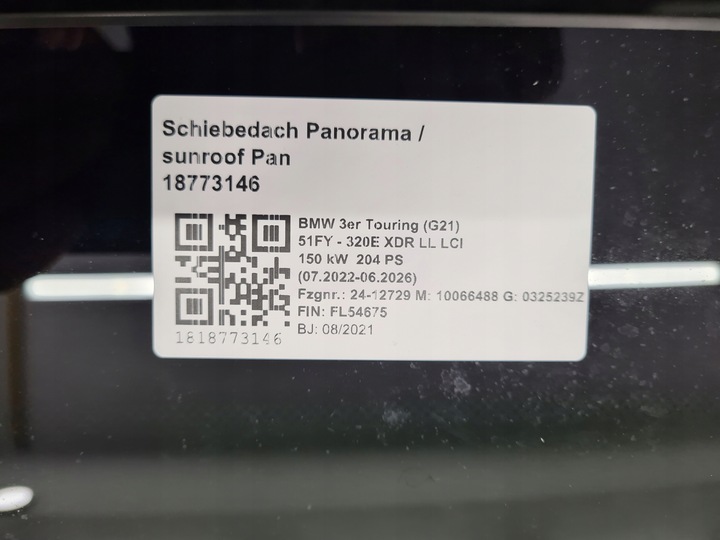 Schiebedach Panorama /
sunroof Pan
18773146
BMW 3er Touring (G21)
51FY - 320E XDR LL LCI
150 kW 204 PS
(07.2022-06.2026)
Fzgnr.: 24-12729 M: 10066488 G: 0325239Z
FIN: FL54675
BJ: 08/2021
1818773146